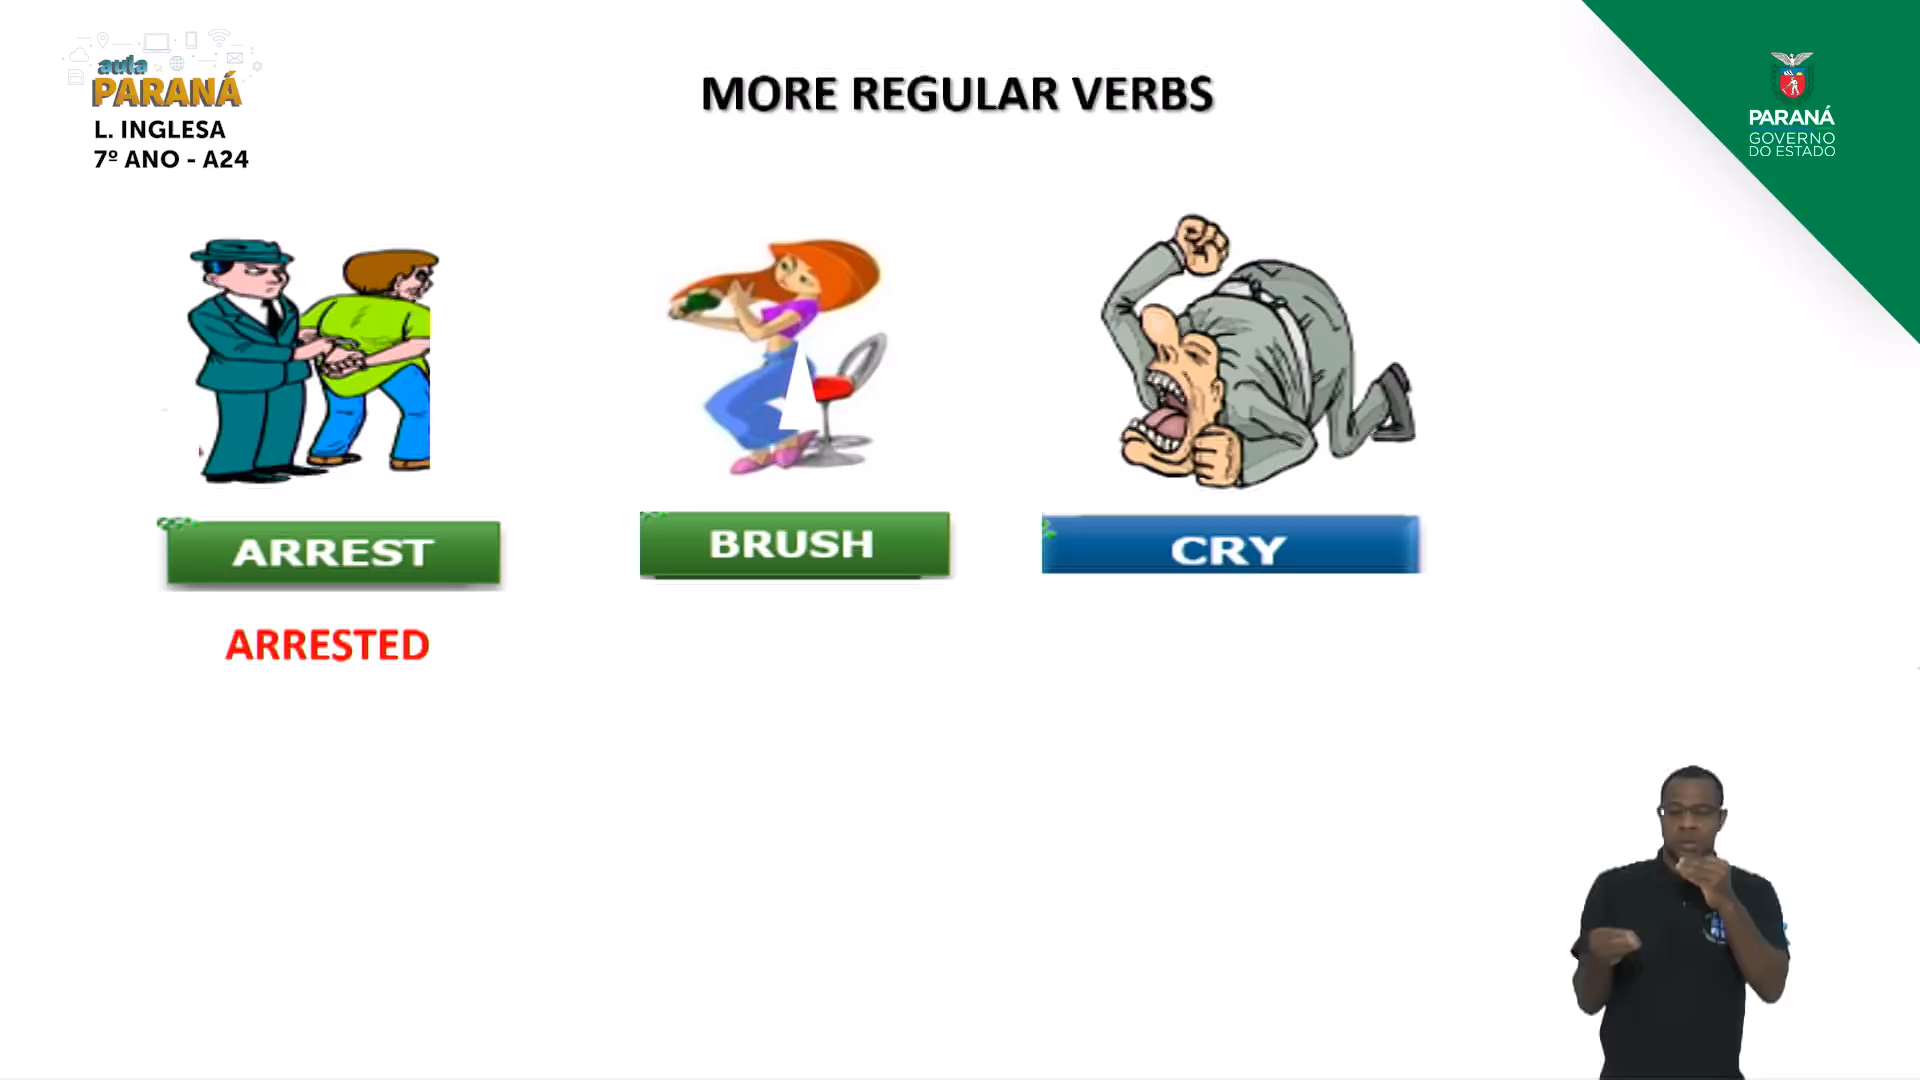 aula
PARANÁ
L. INGLESA
7º ANO - A24
MORE REGULAR VERBS
PARANÁ
GOVERNO
DO ESTADO
ARREST
BRUSH
CRY
ARRESTED